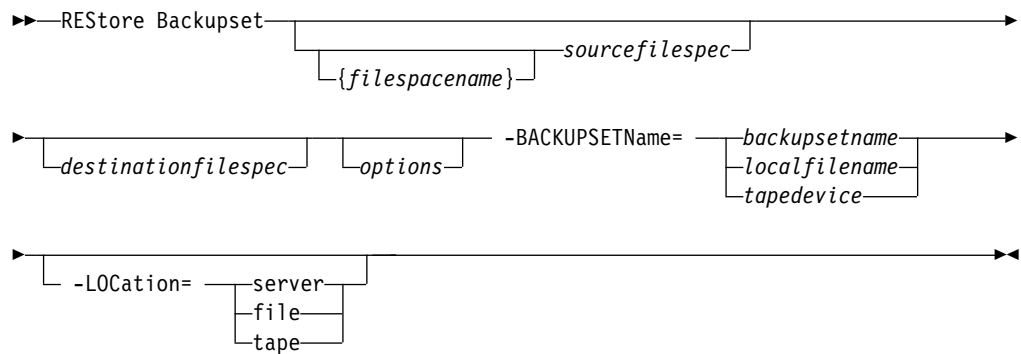 REStore Backupset
{filespacename} sourcefilespec
destinationfilespec options -BACKUPSETName= backupsetname
localfilename
tapedevice
-LOCation= server
file
tape